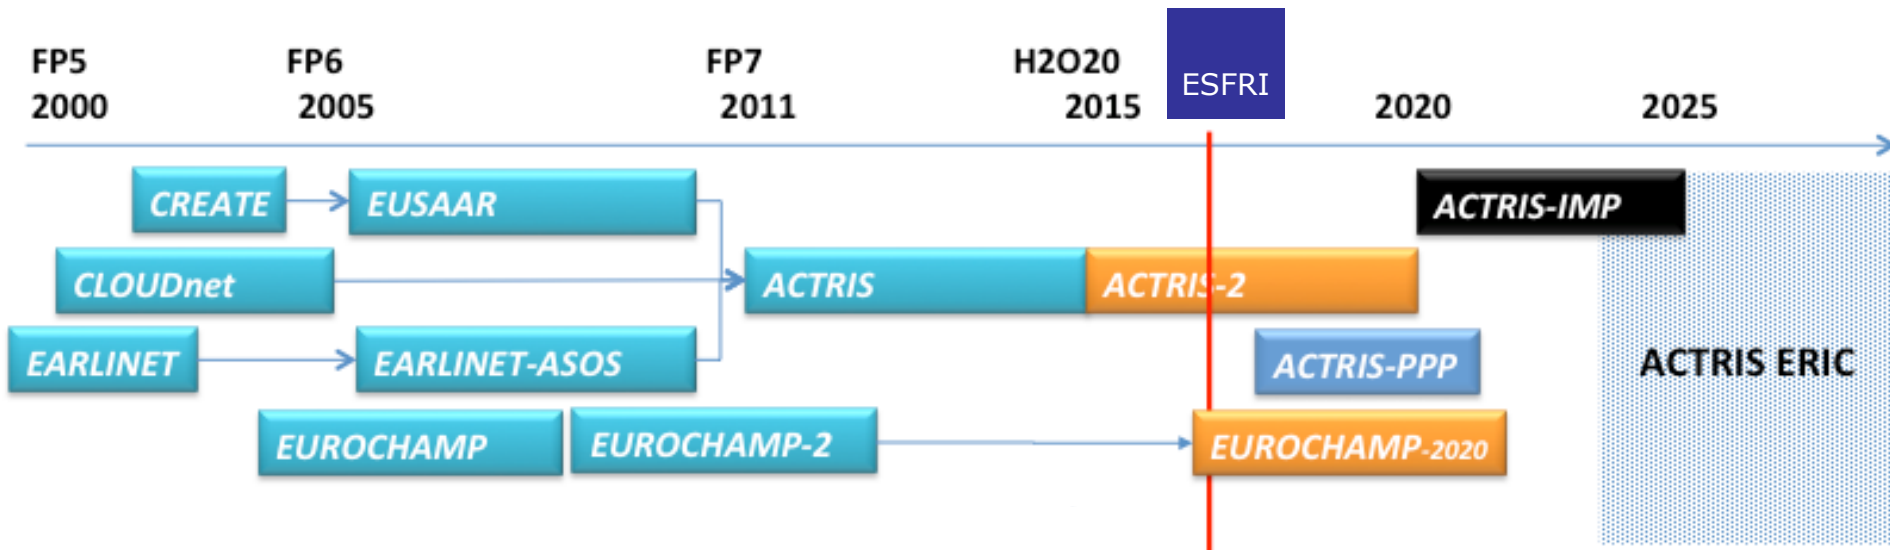 FP5 FP6 FP7 H2O20 ESFRI
2000 2005 2011 2015 2020 2025
CREATE EUSAAR ACTRIS-IMP
CLOUDnet ACTRIS ACTRIS-2
EARLINET EARLINET-ASOS ACTRIS-PPP ACTRIS ERIC
EUROCHAMP EUROCHAMP-2 EUROCHAMP-2020